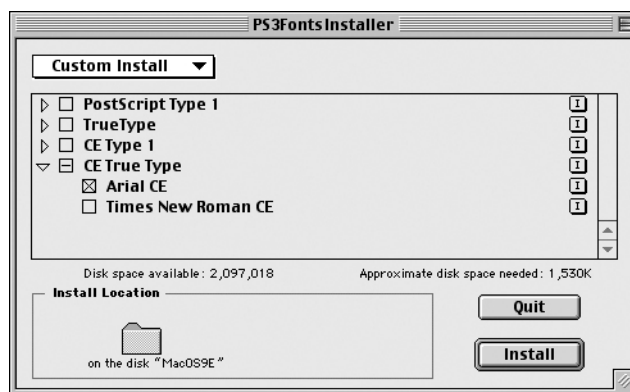 PS3FontsInstaller
Custom Install
PostScript Type 1
TrueType
CE Type 1
CE True Type
Arial CE
Times New Roman CE
Disk space available: 2,097,018
Approximate disk space needed: 1,530K
Install Location
on the disk “MacOS9E”
Quit
Install